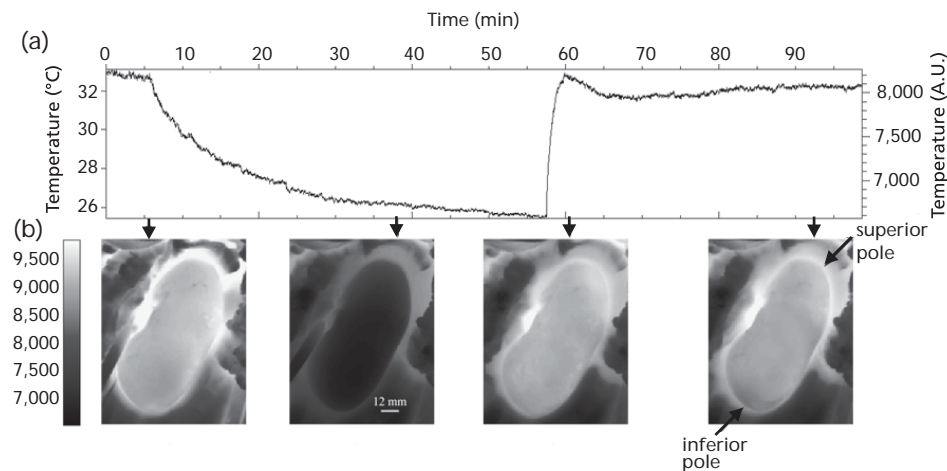 Time (min)
(a)
0 10 20 30 40 50 60 70 80 90
Temperature (°C)
32
30
28
26
Temperature (A.U.)
8,000
7,500
7,000
(b)
9,500
9,000
8,500
8,000
7,500
7,000
12 mm
superior
pole
inferior
pole